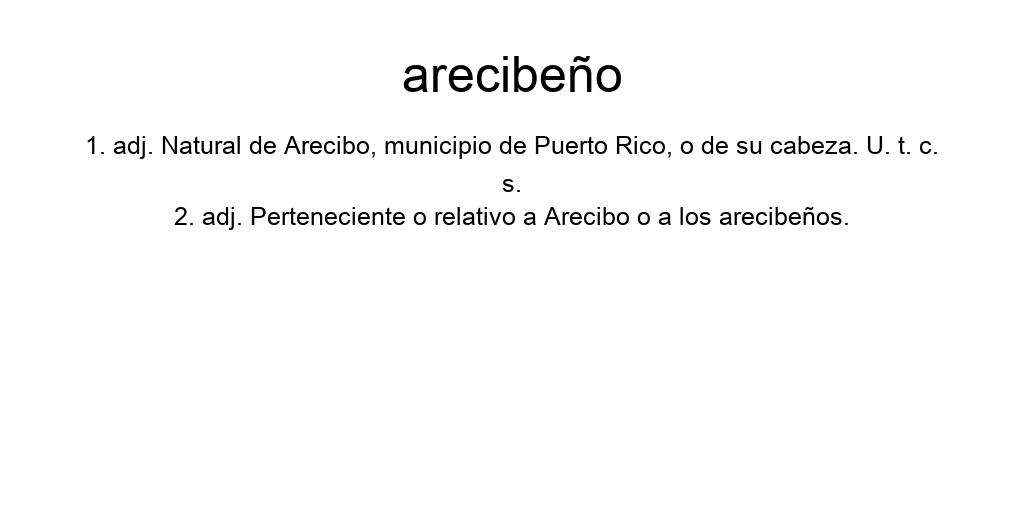 arecibeño
1. adj. Natural de Arecibo, municipio de Puerto Rico, o de su cabeza. U. t. c.
s.
2. adj. Perteneciente o relativo a Arecibo o a los arecibeños.